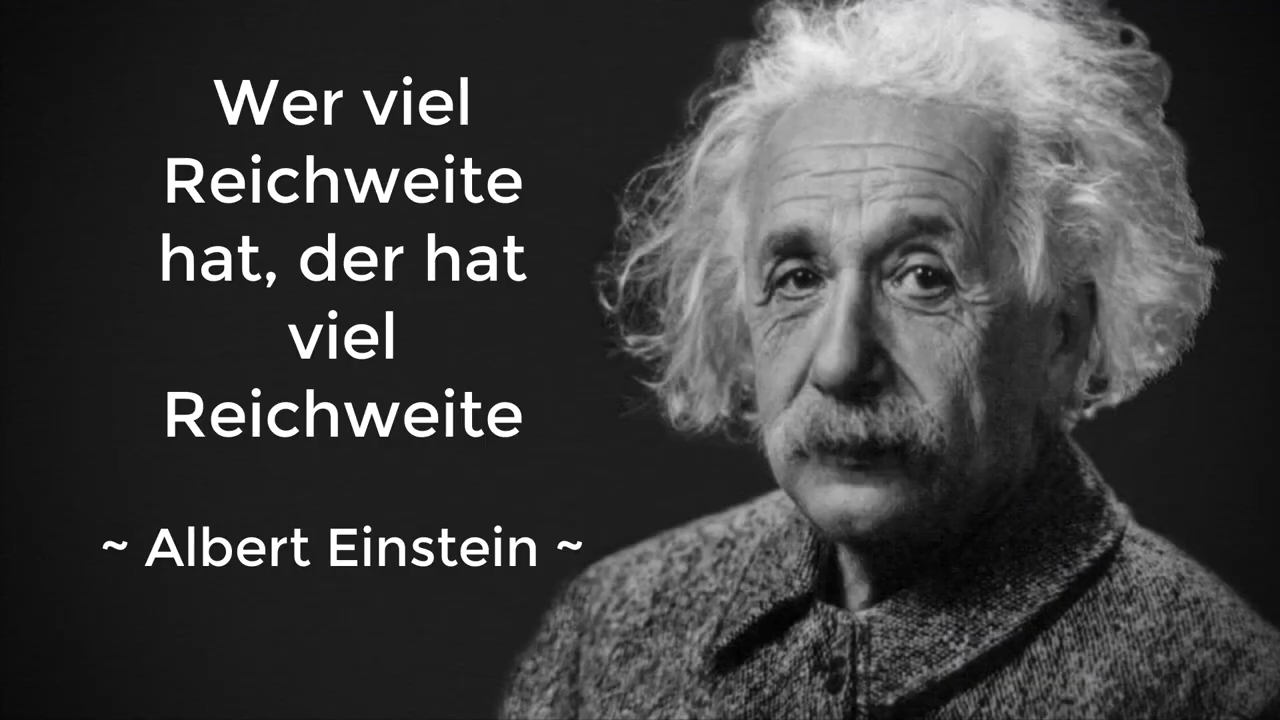 Wer viel
Reichweite
hat, der hat
viel
Reichweite
~ Albert Einstein ~